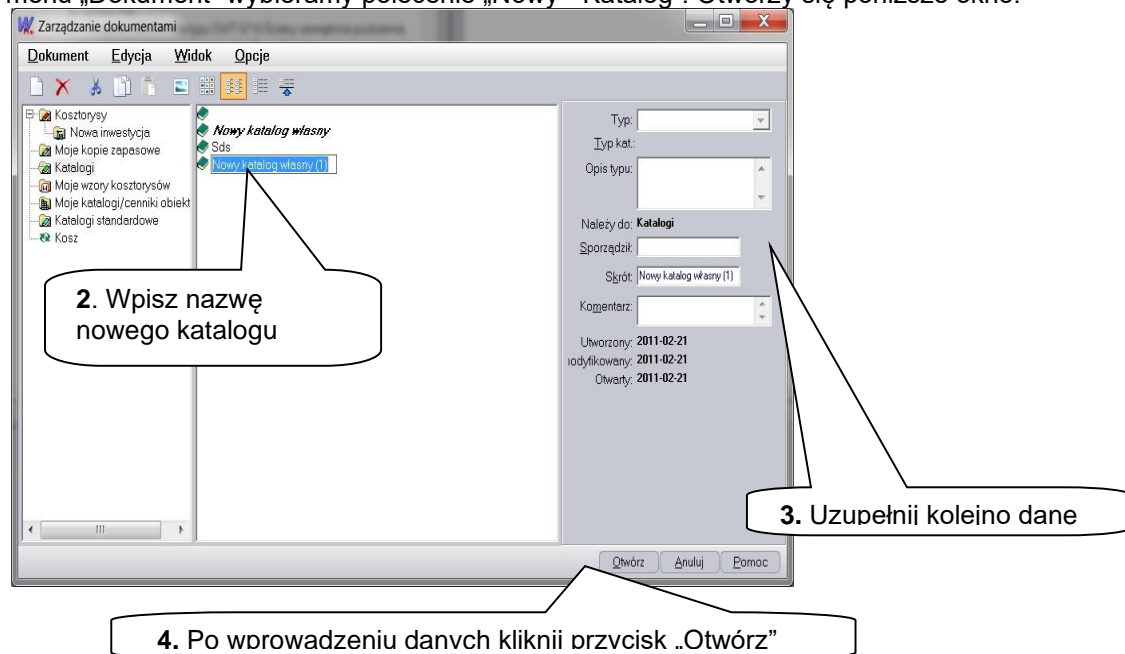 menu „Dokument” wybieramy polecenie „Nowy - Katalog”. Otworzy się poniższe okno:
Zarządzanie dokumentami
Dokument Edycja Widok Opcje
Kosztorysy
Nowa inwestycja
Moje kopie zapasowe
Katalogi
Moje wzory kosztorysów
Moje katalogi/cenniki obiekt
Katalogi standardowe
Kosz
Nowy katalog własny
Sds
Nowy katalog własny (1)
Typ:
Typ kat.:
Opis typu:
Należy do: Katalogi
Sporządził:
Skrót: Nowy katalog własny (1)
Komentarz:
Utworzony: 2011-02-21
modyfikowany: 2011-02-21
Otwarty: 2011-02-21
2. Wpisz nazwę
nowego katalogu
3. Uzupełnij kolejno dane
Otwórz Anuluj Pomoc
4. Po wprowadzeniu danych kliknij przycisk „Otwórz”